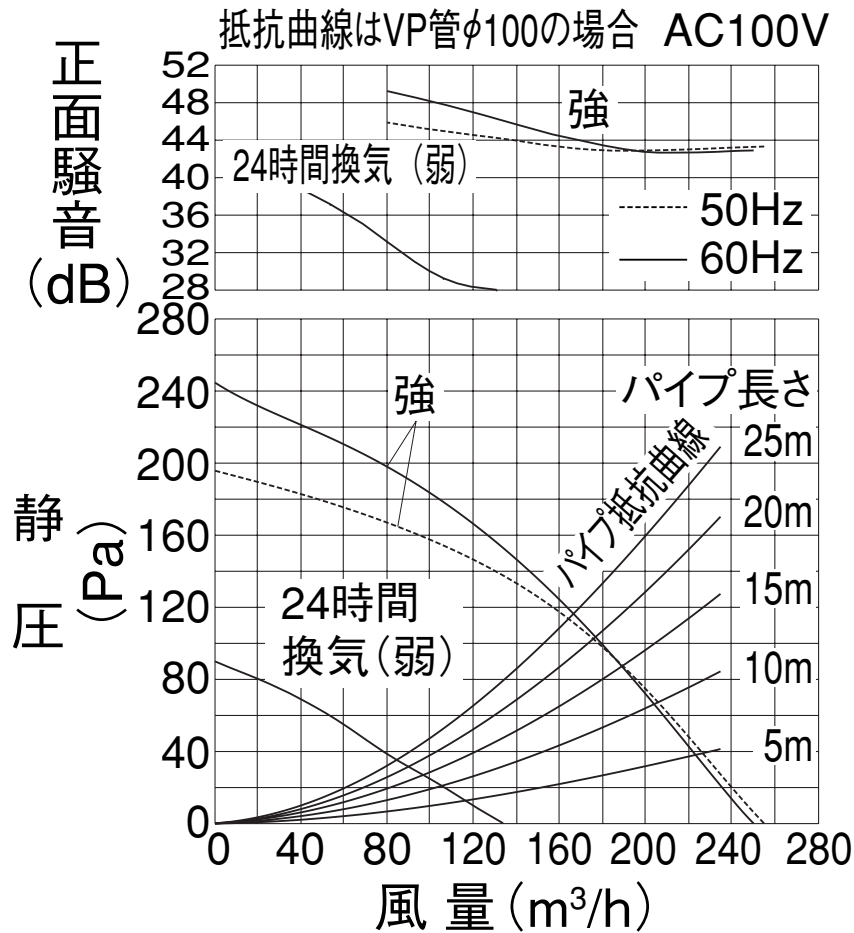 抵抗曲線はVP管φ100の場合 AC100V
正面騒音(dB)
52
48
44
40
36
32
28
強
24時間換気(弱)
50Hz
60Hz
静圧(Pa)
280
240
200
160
120
80
40
0
強
パイプ長さ
パイプ抵抗曲線
25m
20m
15m
10m
5m
24時間
換気(弱)
0 40 80 120 160 200 240 280
風量(m³/h)